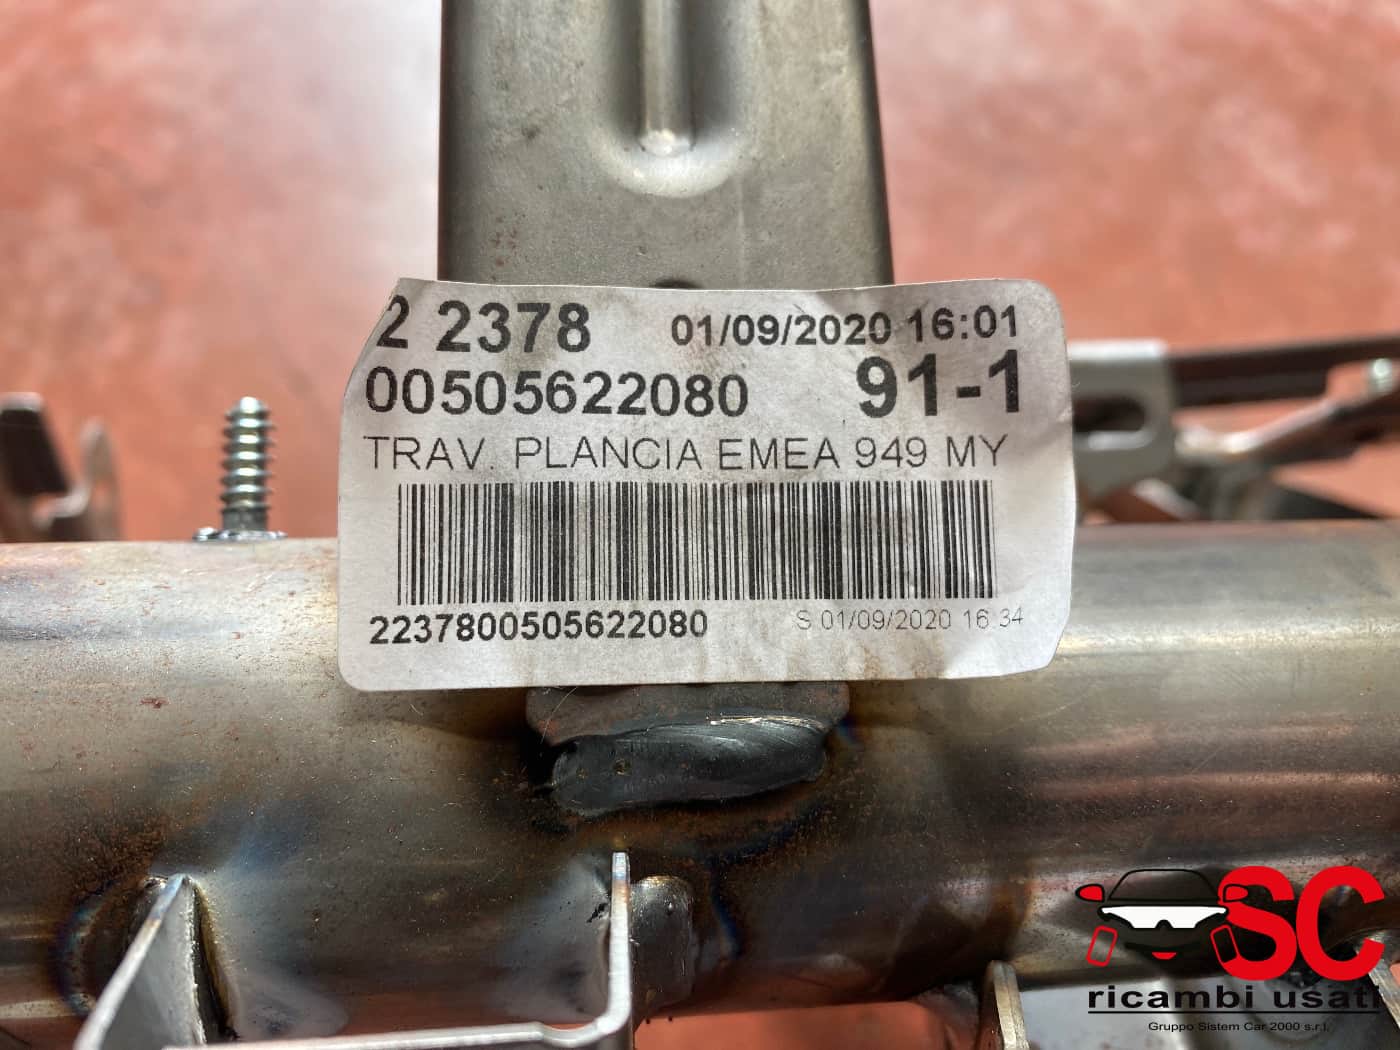 2 2378 01/09/2020 16:01
00505622080 91-1
TRAV. PLANCIA EMEA 949 MY
2237800505622080 S 01/09/2020 16:34
SC
ricambi usati
Gruppo Sistem Car 2000 s.r.l.